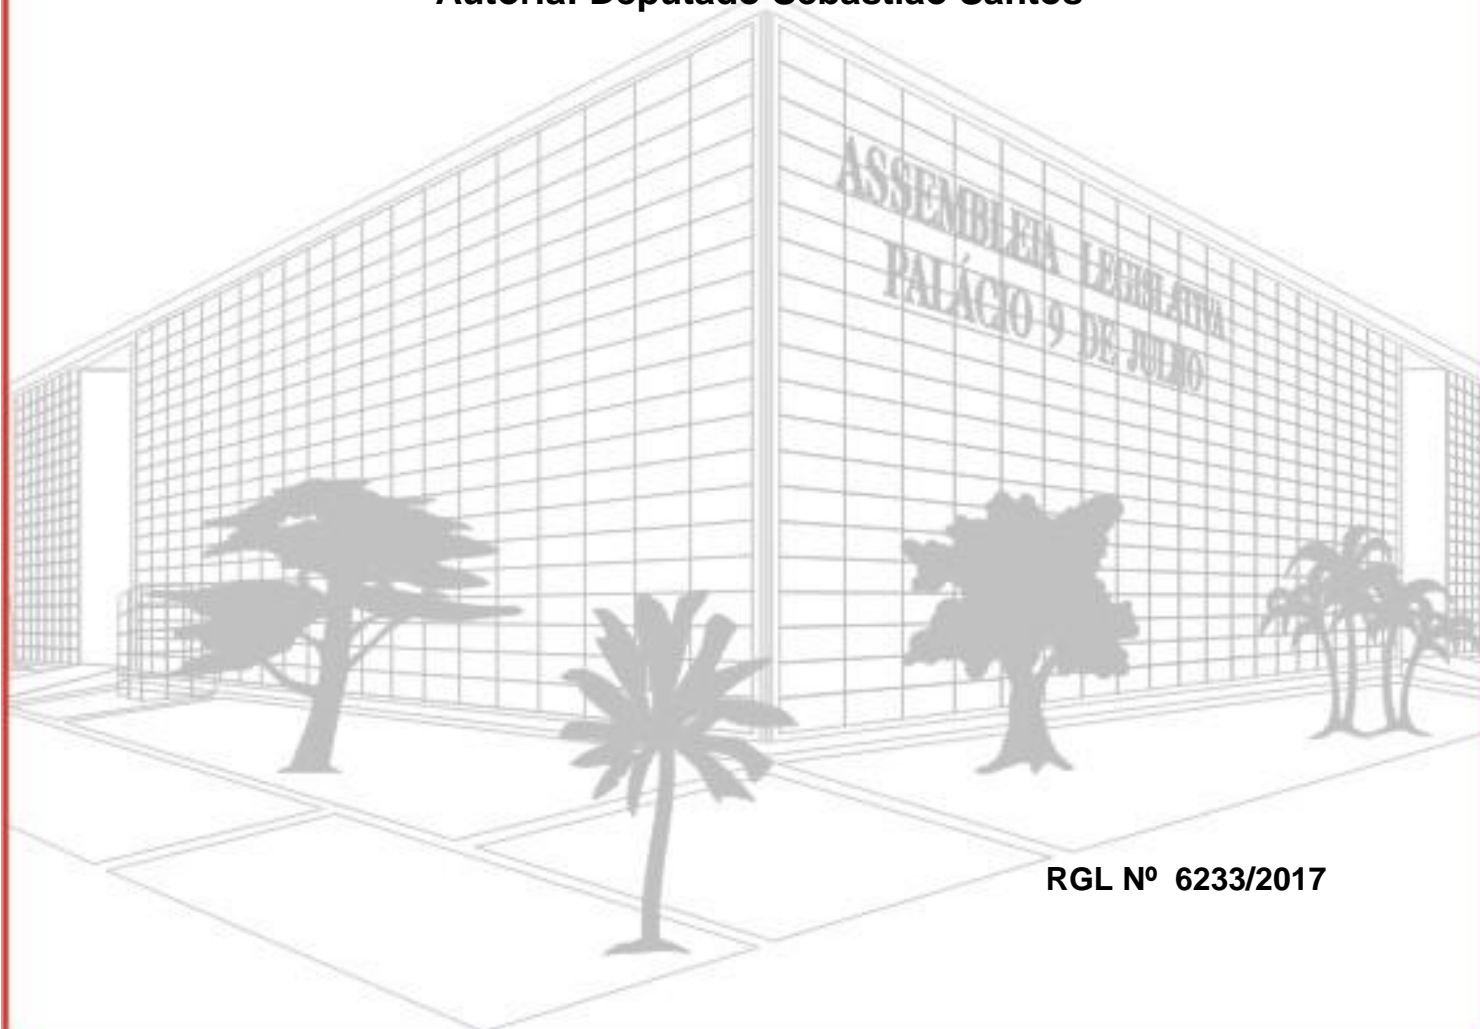 Autoria: Deputado Sebastião Santos
ASSEMBLEIA LEGISLATIVA
PALÁCIO 9 DE JULHO
RGL Nº 6233/2017